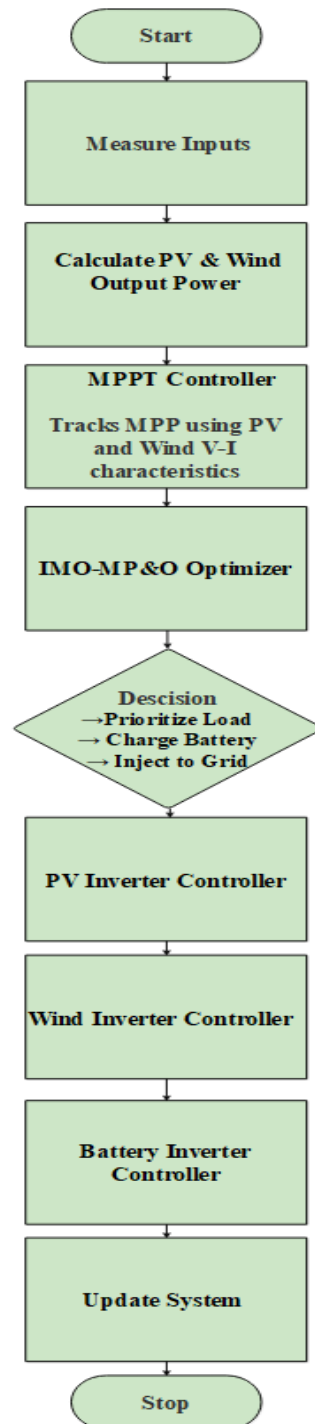 Start
Measure Inputs
Calculate PV & Wind
Output Power
MPPT Controller
Tracks MPP using PV
and Wind V-I
characteristics
IMO-MP&O Optimizer
Descision
→Prioritize Load
→ Charge Battery
→ Inject to Grid
PV Inverter Controller
Wind Inverter Controller
Battery Inverter
Controller
Update System
Stop